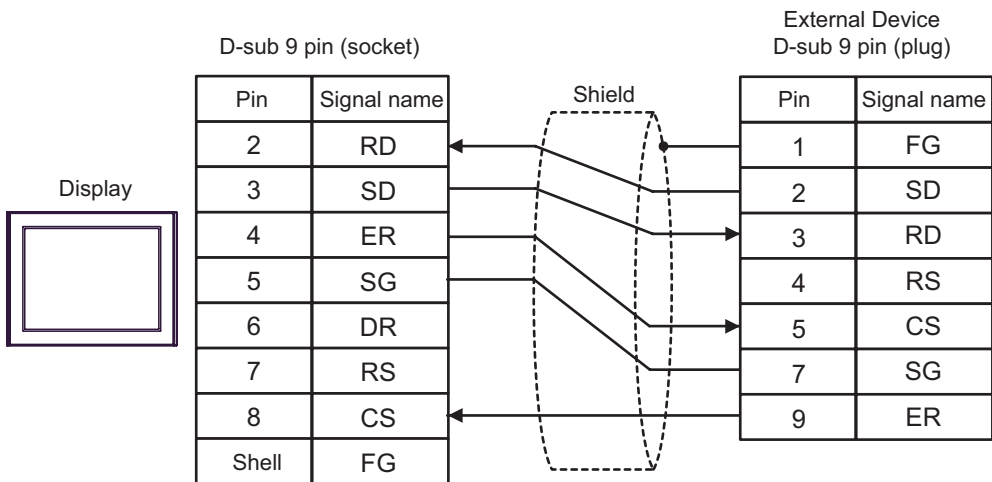 External Device
D-sub 9 pin (socket)
D-sub 9 pin (plug)
Display
Pin Signal name
2 RD
3 SD
4 ER
5 SG
6 DR
7 RS
8 CS
Shell FG
Shield
Pin Signal name
1 FG
2 SD
3 RD
4 RS
5 CS
7 SG
9 ER